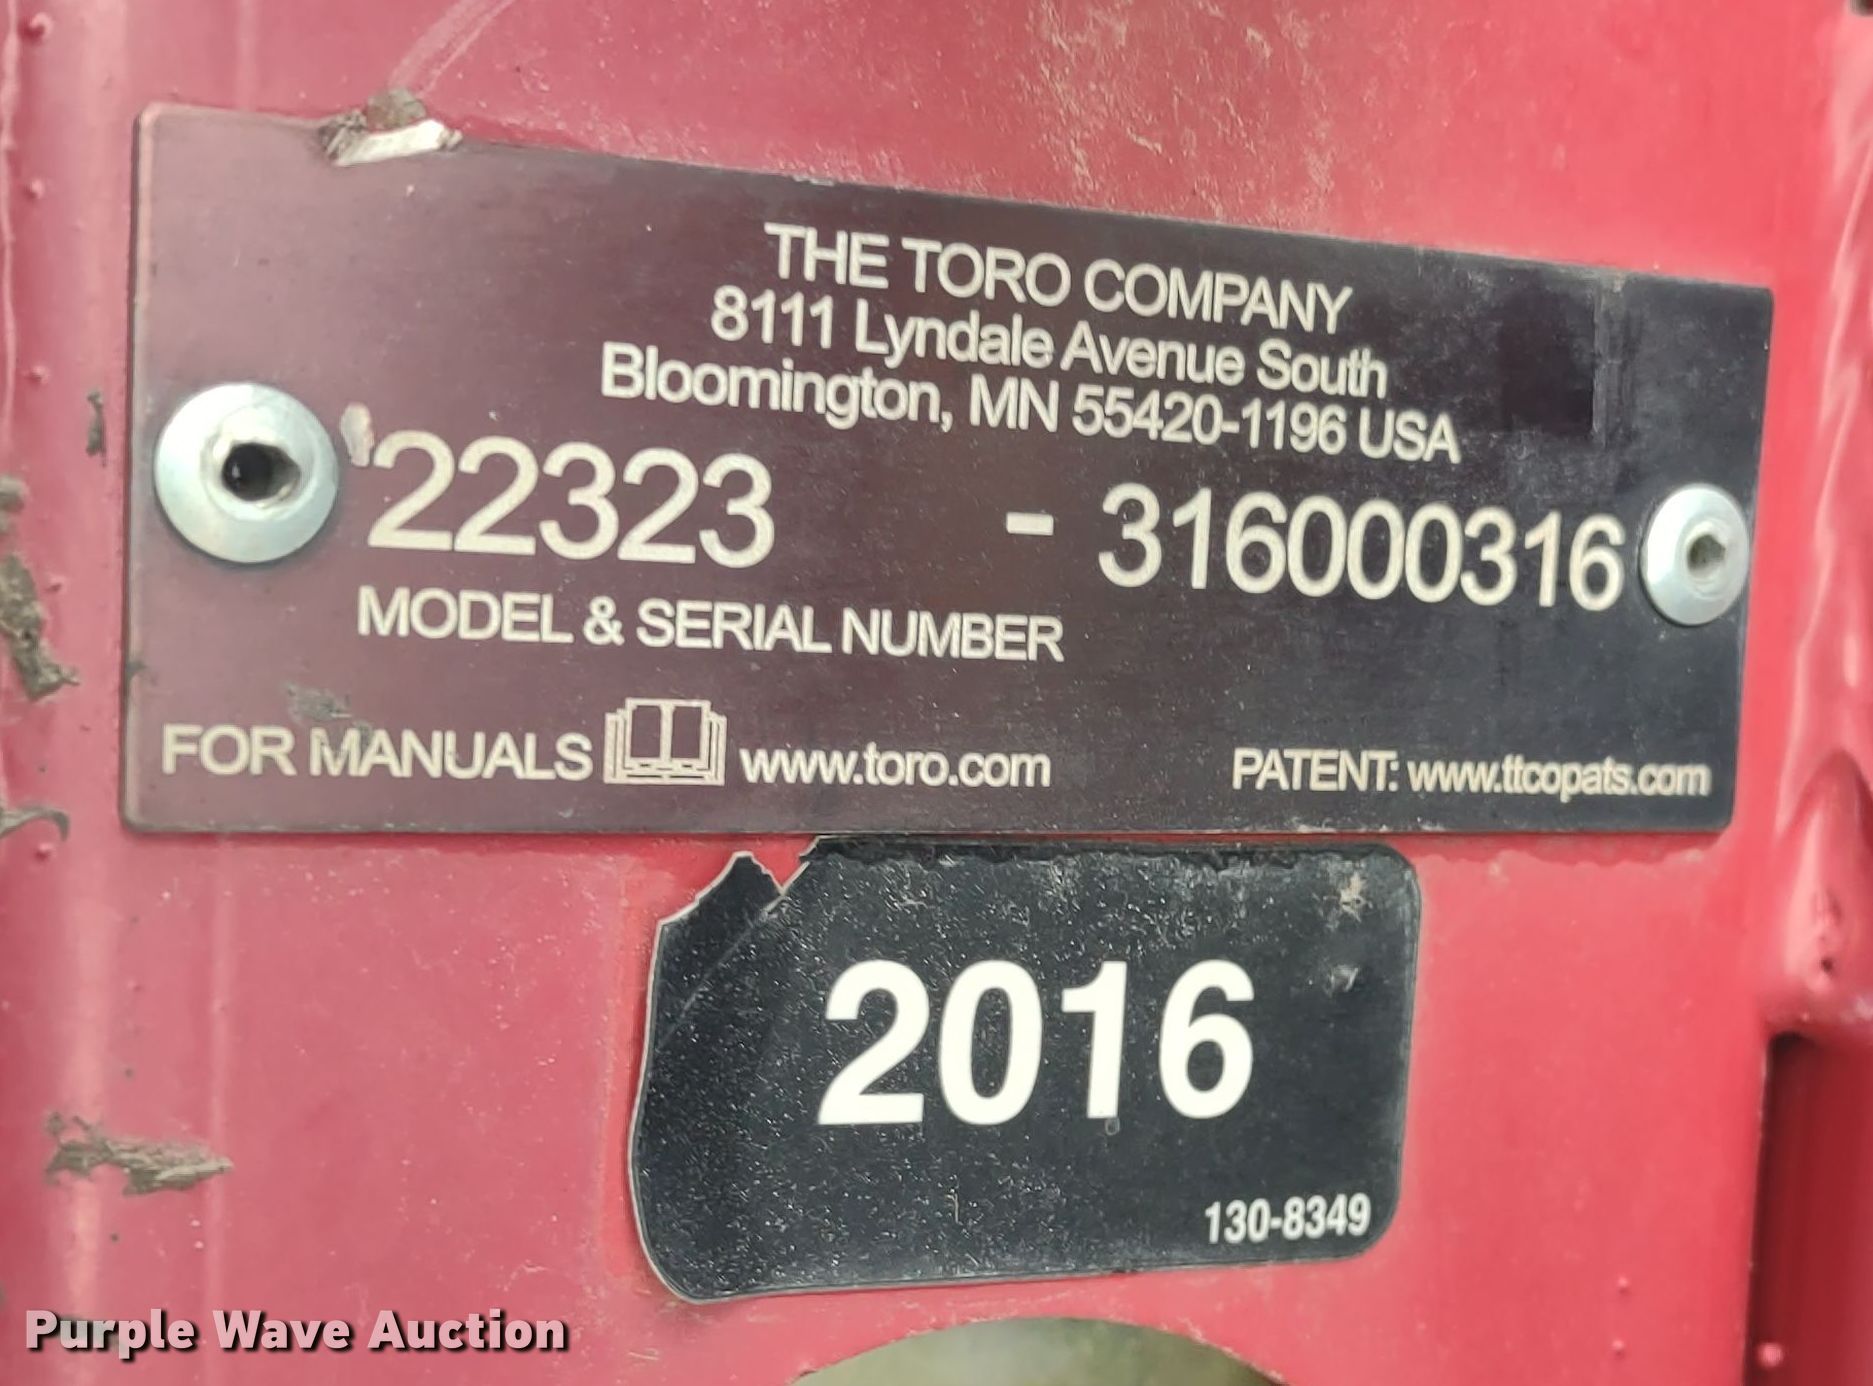 THE TORO COMPANY
8111 Lyndale Avenue South
Bloomington, MN 55420-1196 USA
22323 - 316000316
MODEL & SERIAL NUMBER
FOR MANUALS www.toro.com PATENT: www.ttcopats.com
2016
130-8349
Purple Wave Auction